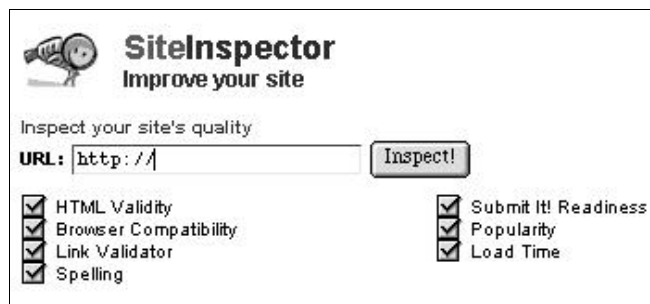 SiteInspector
Improve your site
Inspect your site's quality
URL: http:// Inspect!
HTML Validity
Browser Compatibility
Link Validator
Spelling
Submit It! Readiness
Popularity
Load Time